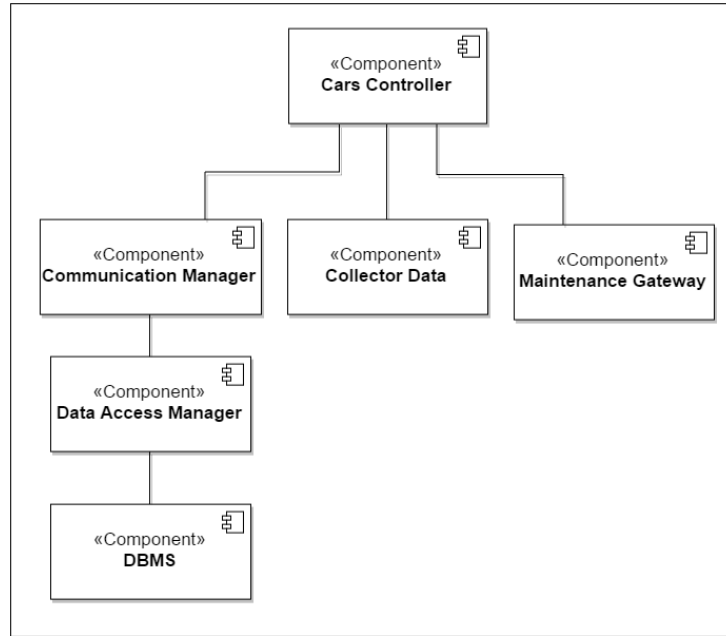 «Component»
Cars Controller
«Component»
Communication Manager
«Component»
Collector Data
«Component»
Maintenance Gateway
«Component»
Data Access Manager
«Component»
DBMS